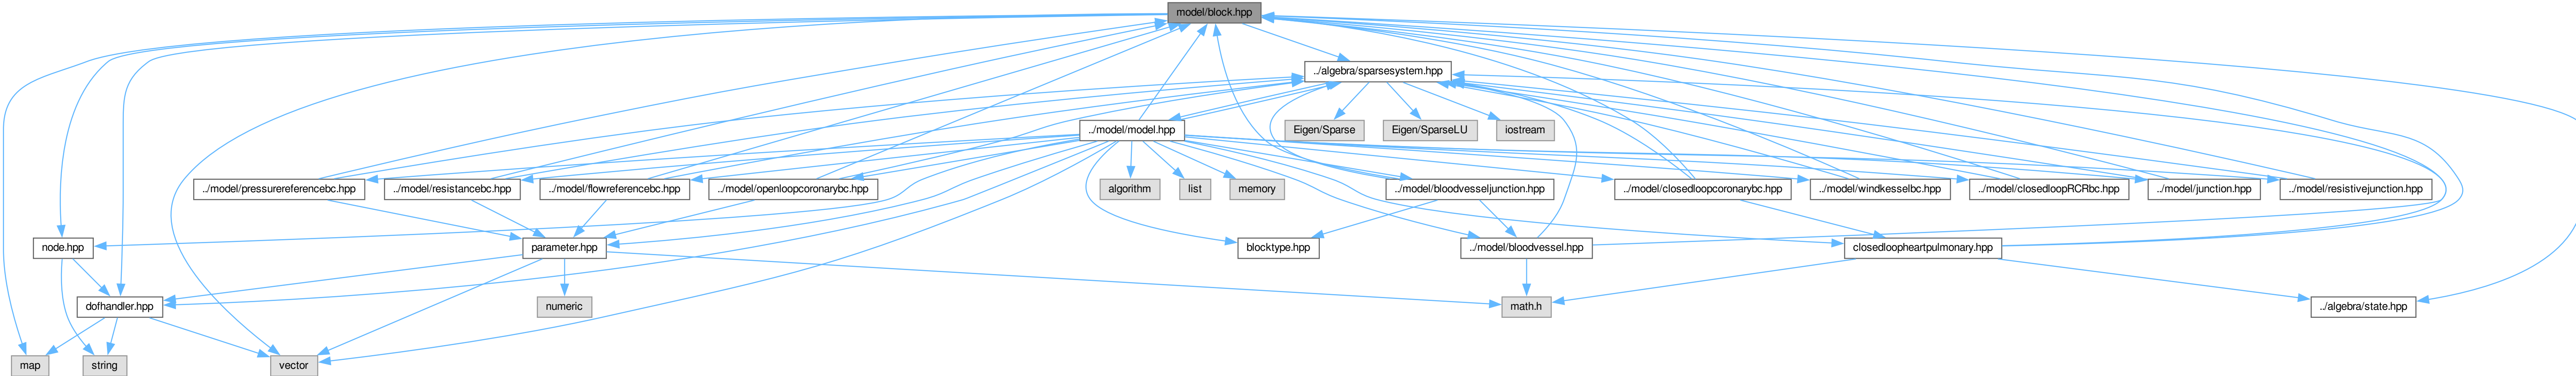 model/block.hpp
../algebra/sparsesystem.hpp
../model/model.hpp
Eigen/Sparse
Eigen/SparseLU
iostream
../model/pressurereferencebc.hpp
../model/resistancebc.hpp
../model/flowreferencebc.hpp
../model/openloopcoronarybc.hpp
algorithm
list
memory
../model/bloodvesseljunction.hpp
../model/closedloopcoronarybc.hpp
../model/windkesselbc.hpp
../model/closedloopRCRbc.hpp
../model/junction.hpp
../model/resistivejunction.hpp
node.hpp
parameter.hpp
blocktype.hpp
../model/bloodvessel.hpp
closedloopheartpulmonary.hpp
dofhandler.hpp
numeric
math.h
../algebra/state.hpp
map
string
vector